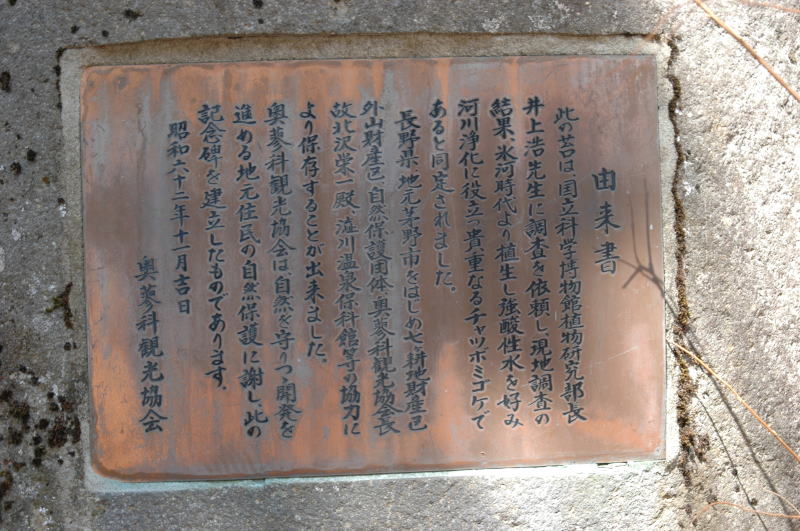 由来書
此の苔は、国立科学博物館植物研究部長
井上浩先生に調査を依頼し、現地調査の
結果、氷河時代より植生し強酸性水を好み
河川浄化に役立つ貴重なるチャツボミゴケで
あると同定されました。
長野県、地元茅野市をはじめ七耕地財産区
外山財産区、自然保護団体、奥蓼科観光協会長
故北沢栄一殿、渋川温泉保科館等の協力に
より保存することが出来ました。
奥蓼科観光協会は自然を守りつゝ開発を
進める地元住民の自然保護に謝し、此の
記念碑を建立したものであります。
昭和六十二年十一月吉日
奥蓼科観光協会